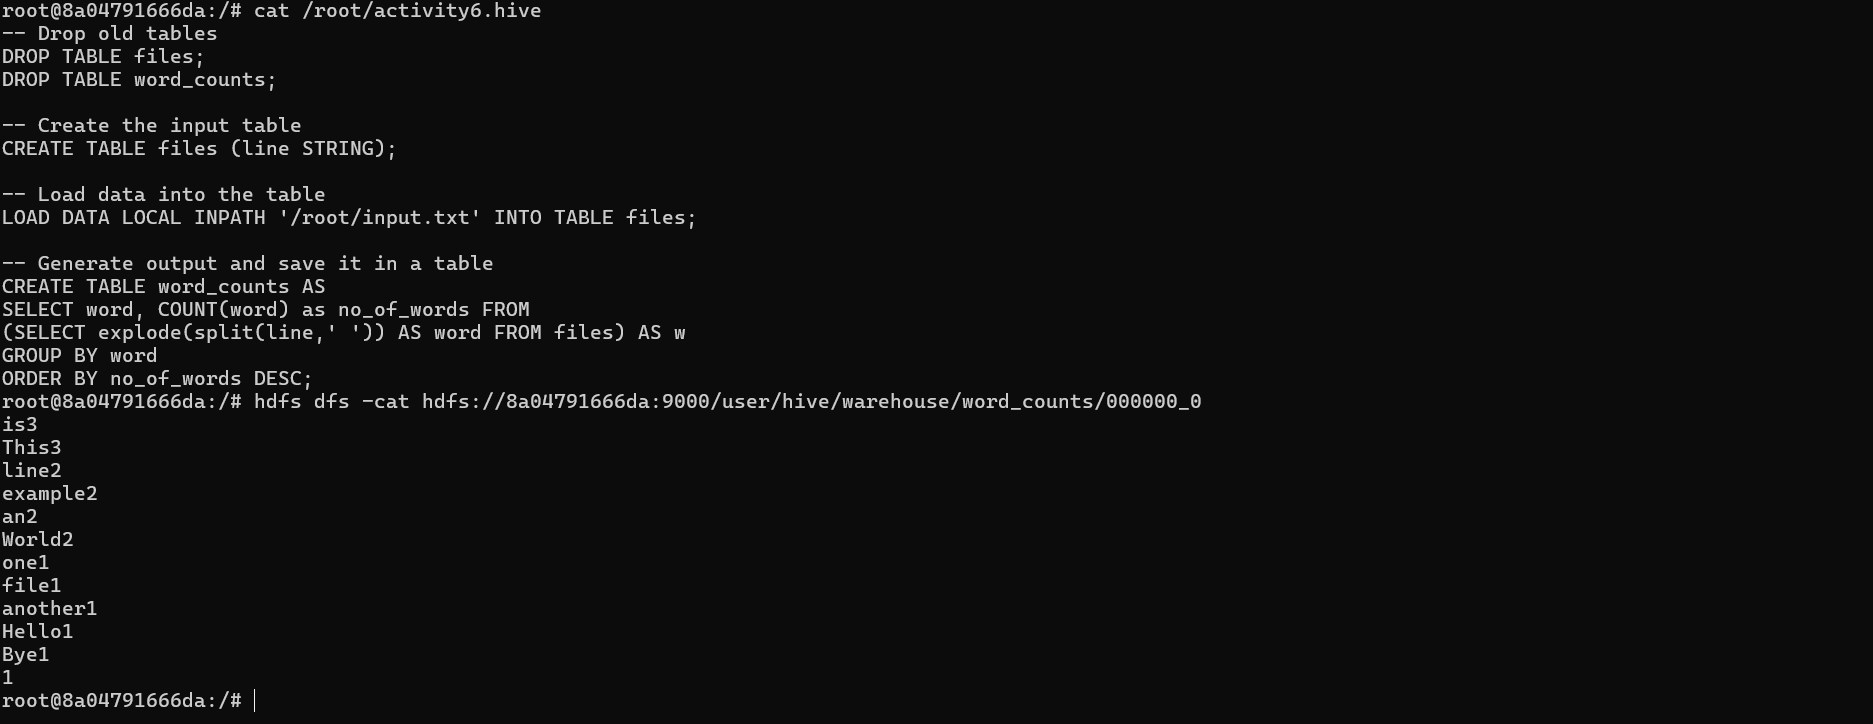 root@8a04791666da:/# cat /root/activity6.hive
-- Drop old tables
DROP TABLE files;
DROP TABLE word_counts;

-- Create the input table
CREATE TABLE files (line STRING);

-- Load data into the table
LOAD DATA LOCAL INPATH '/root/input.txt' INTO TABLE files;

-- Generate output and save it in a table
CREATE TABLE word_counts AS
SELECT word, COUNT(word) as no_of_words FROM
(SELECT explode(split(line,' ')) AS word FROM files) AS w
GROUP BY word
ORDER BY no_of_words DESC;
root@8a04791666da:/# hdfs dfs -cat hdfs://8a04791666da:9000/user/hive/warehouse/word_counts/000000_0
is3
This3
line2
example2
an2
World2
one1
file1
another1
Hello1
Bye1
1
root@8a04791666da:/#